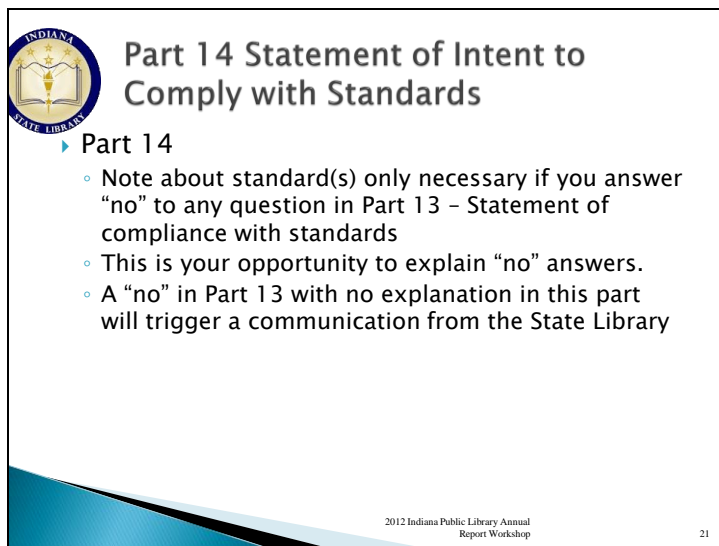 INDIANA
STATE LIBRARY
Part 14 Statement of Intent to
Comply with Standards
Part 14
Note about standard(s) only necessary if you answer
“no” to any question in Part 13 – Statement of
compliance with standards
This is your opportunity to explain “no” answers.
A “no” in Part 13 with no explanation in this part
will trigger a communication from the State Library
2012 Indiana Public Library Annual
Report Workshop
21